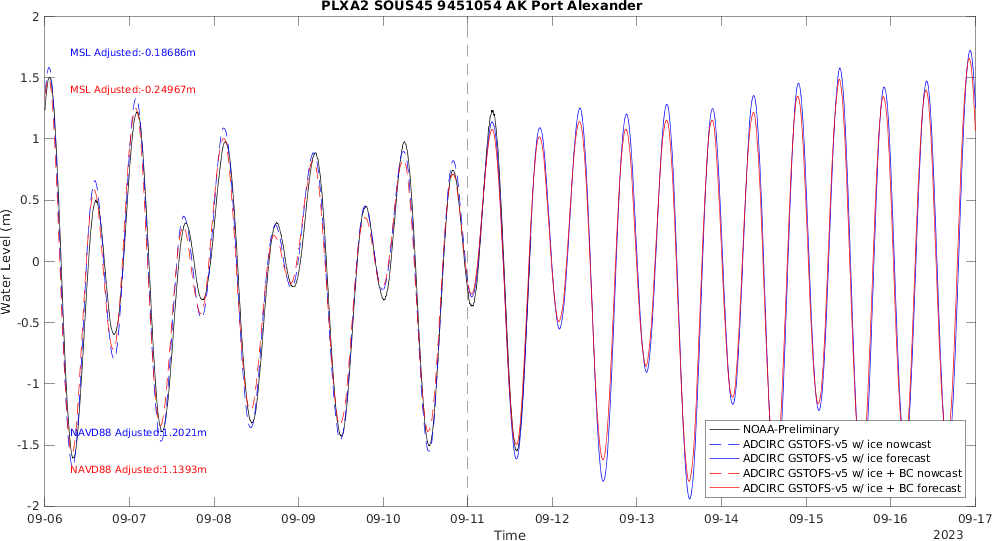 PLXA2 SOUS45 9451054 AK Port Alexander
2
1.5
1
0.5
0
-0.5
-1
-1.5
-2
Water Level (m)
MSL Adjusted:-0.18686m
MSL Adjusted:-0.24967m
NAVD88 Adjusted:1.2021m
NAVD88 Adjusted:1.1393m
NOAA-Preliminary
ADCIRC GSTOFS-v5 w/ ice nowcast
ADCIRC GSTOFS-v5 w/ ice forecast
ADCIRC GSTOFS-v5 w/ ice + BC nowcast
ADCIRC GSTOFS-v5 w/ ice + BC forecast
09-06 09-07 09-08 09-09 09-10 09-11 09-12 09-13 09-14 09-15 09-16 09-17
Time
2023